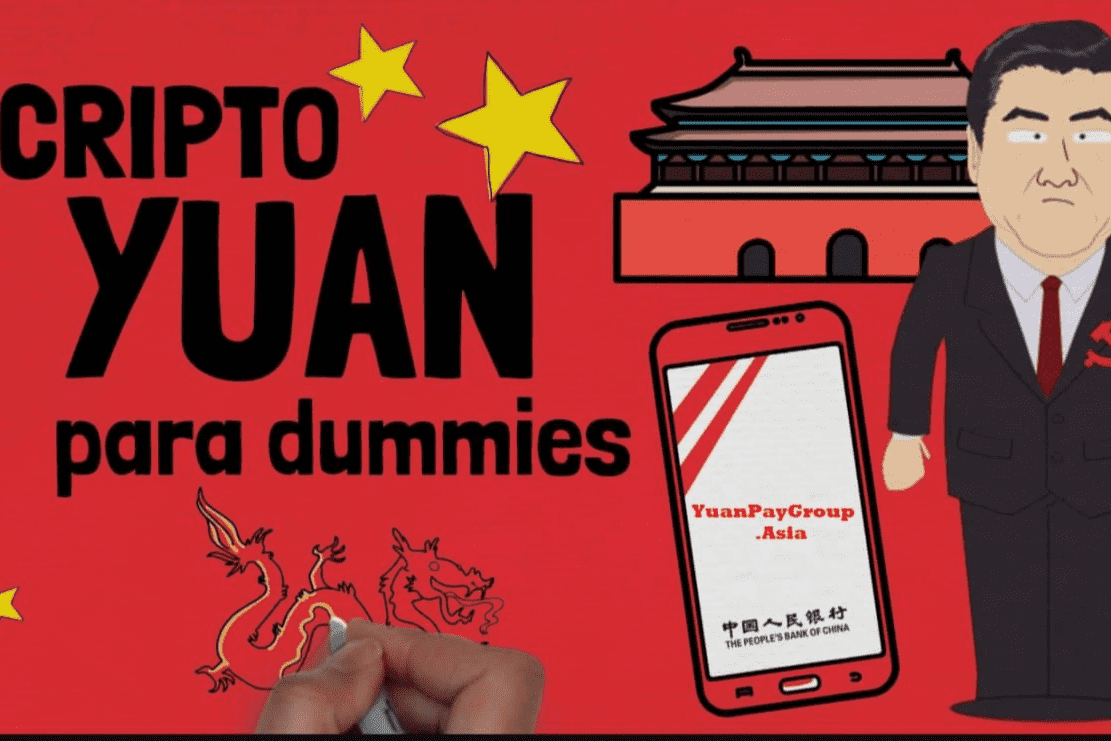 CRIPTO
YUAN
para dummies
YuanPayGroup
.Asia
中国人民银行
THE PEOPLE'S BANK OF CHINA